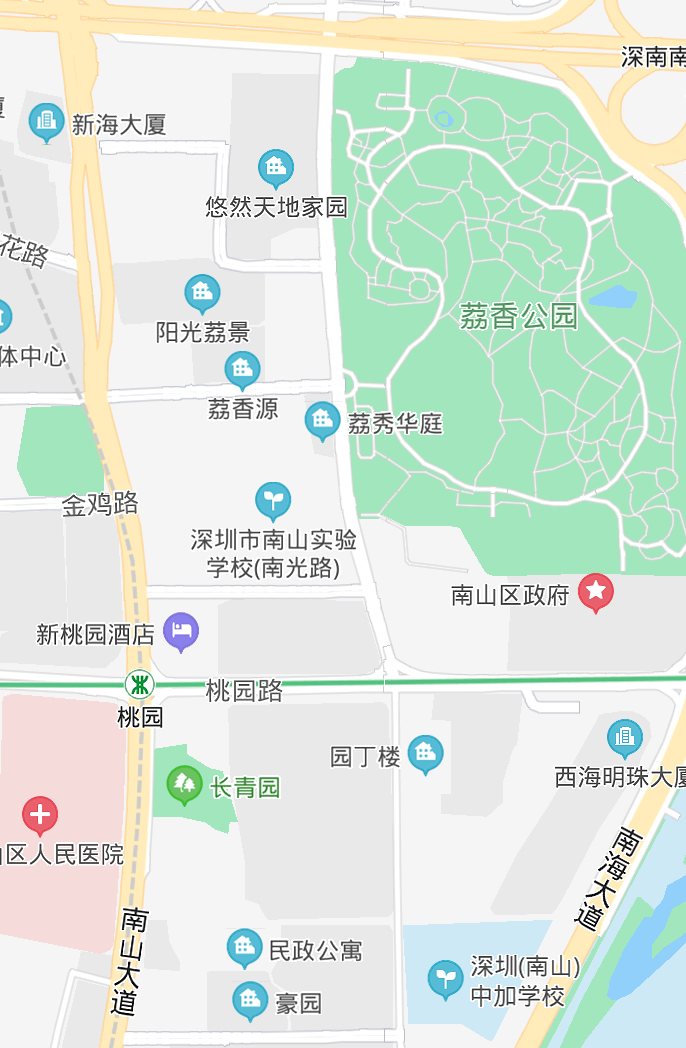 深南南
新海大厦
悠然天地家园
花路
荔香公园
阳光荔景
体中心
荔香源
荔秀华庭
金鸡路
深圳市南山实验
学校(南光路)
南山区政府
新桃园酒店
桃园路
桃园
园丁楼
西海明珠大厦
长青园
区人民医院
南海大道
南山大道
民政公寓
深圳(南山)
中加学校
豪园